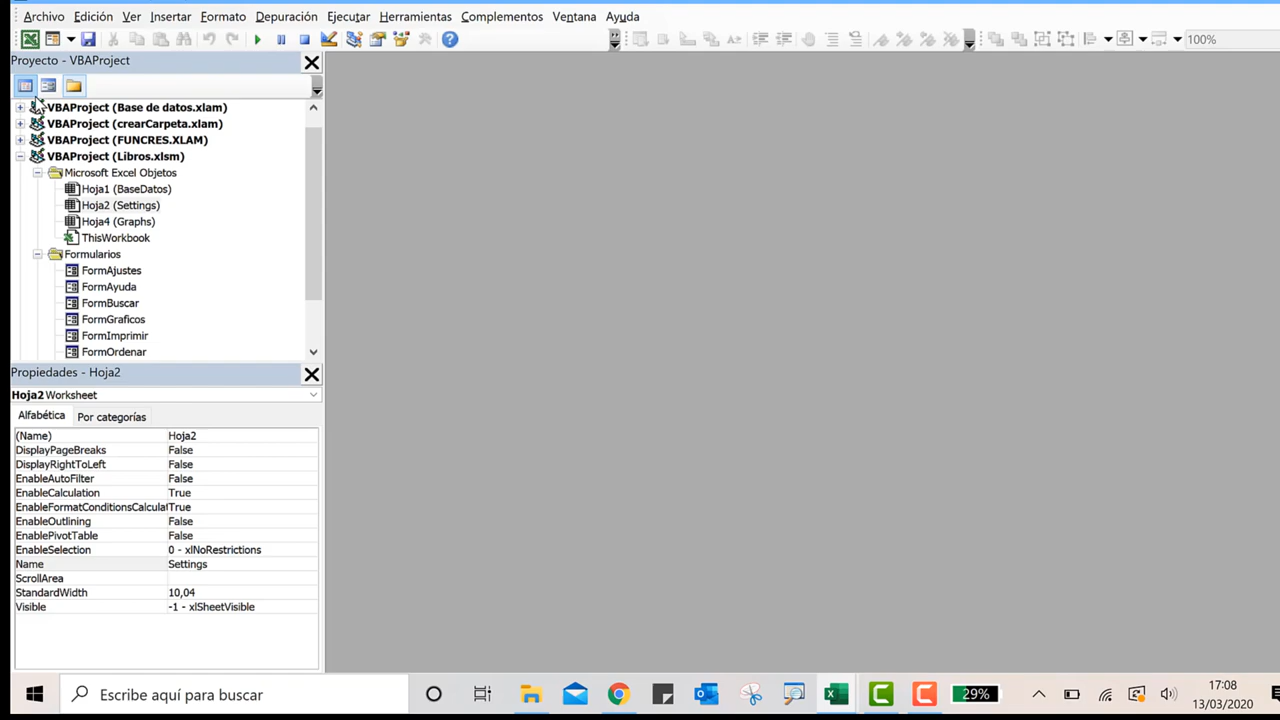 Archivo Edición Ver Insertar Formato Depuración Ejecutar Herramientas Complementos Ventana Ayuda
100%
Proyecto - VBAProject
VBAProject (Base de datos.xlam)
VBAProject (crearCarpeta.xlam)
VBAProject (FUNCRES.XLAM)
VBAProject (Libros.xlsm)
Microsoft Excel Objetos
Hoja1 (BaseDatos)
Hoja2 (Settings)
Hoja4 (Graphs)
ThisWorkbook
Formularios
FormAjustes
FormAyuda
FormBuscar
FormGraficos
FormImprimir
FormOrdenar
Propiedades - Hoja2
Hoja2 Worksheet
Alfabética Por categorías
(Name) Hoja2
DisplayPageBreaks False
DisplayRightToLeft False
EnableAutoFilter False
EnableCalculation True
EnableFormatConditionsCalculat True
EnableOutlining False
EnablePivotTable False
EnableSelection 0 - xlNoRestrictions
Name Settings
ScrollArea
StandardWidth 10,04
Visible -1 - xlSheetVisible
Escribe aquí para buscar
29%
17:08
13/03/2020